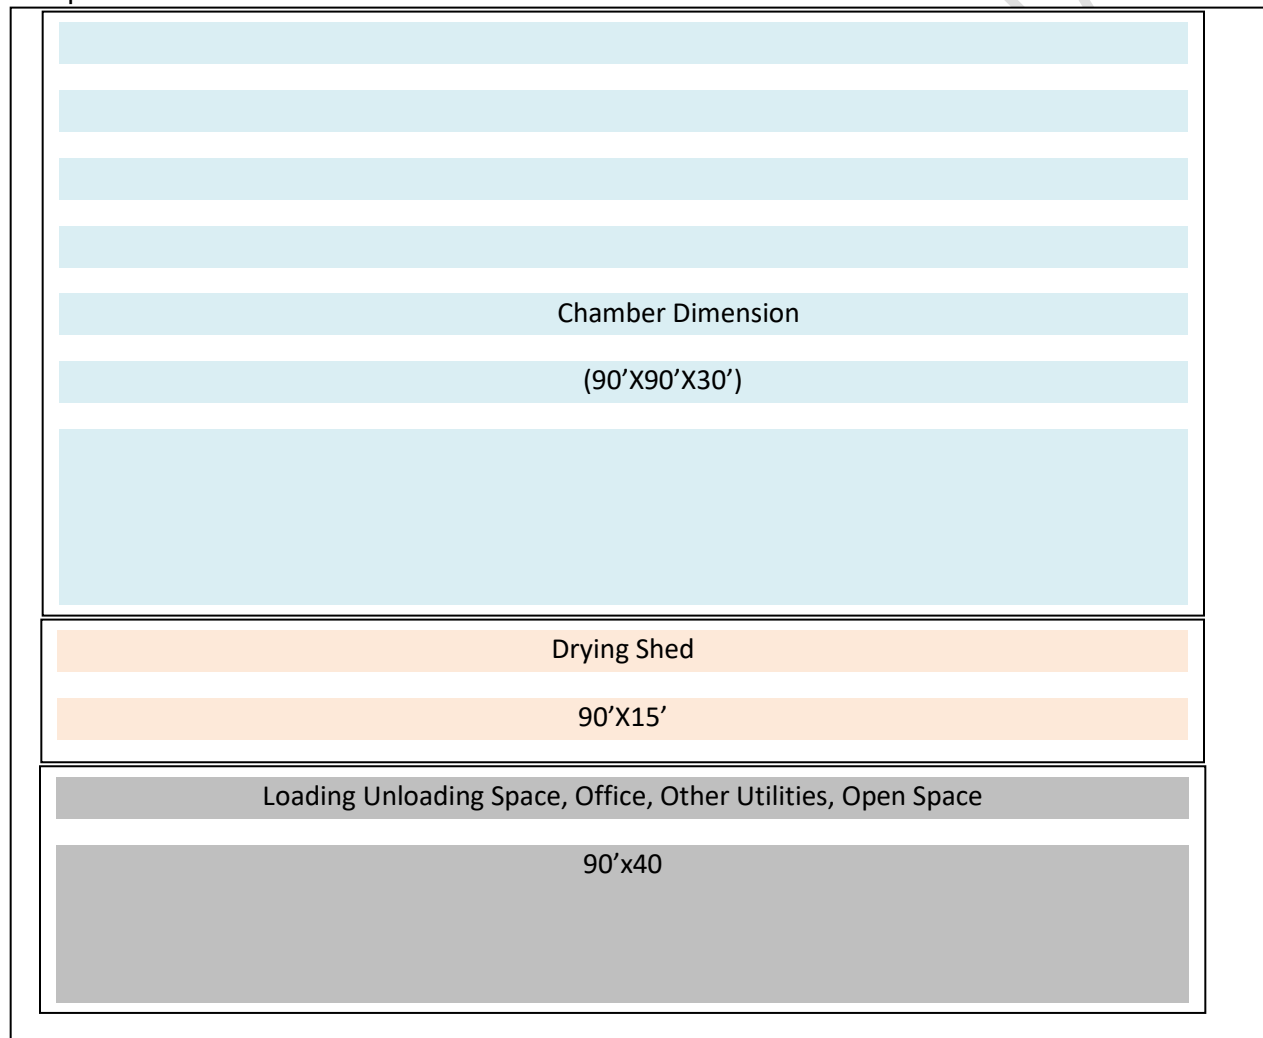 Chamber Dimension
(90’X90’X30’)
Drying Shed
90’X15’
Loading Unloading Space, Office, Other Utilities, Open Space
90’x40